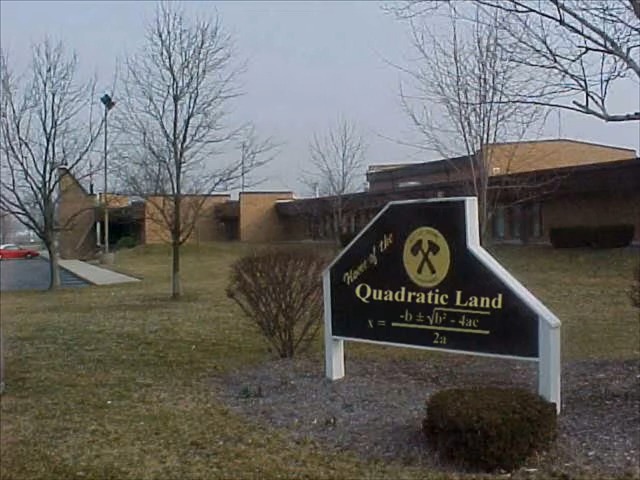 Home of the
Quadratic Land
x = -b ± √b² - 4ac
2a